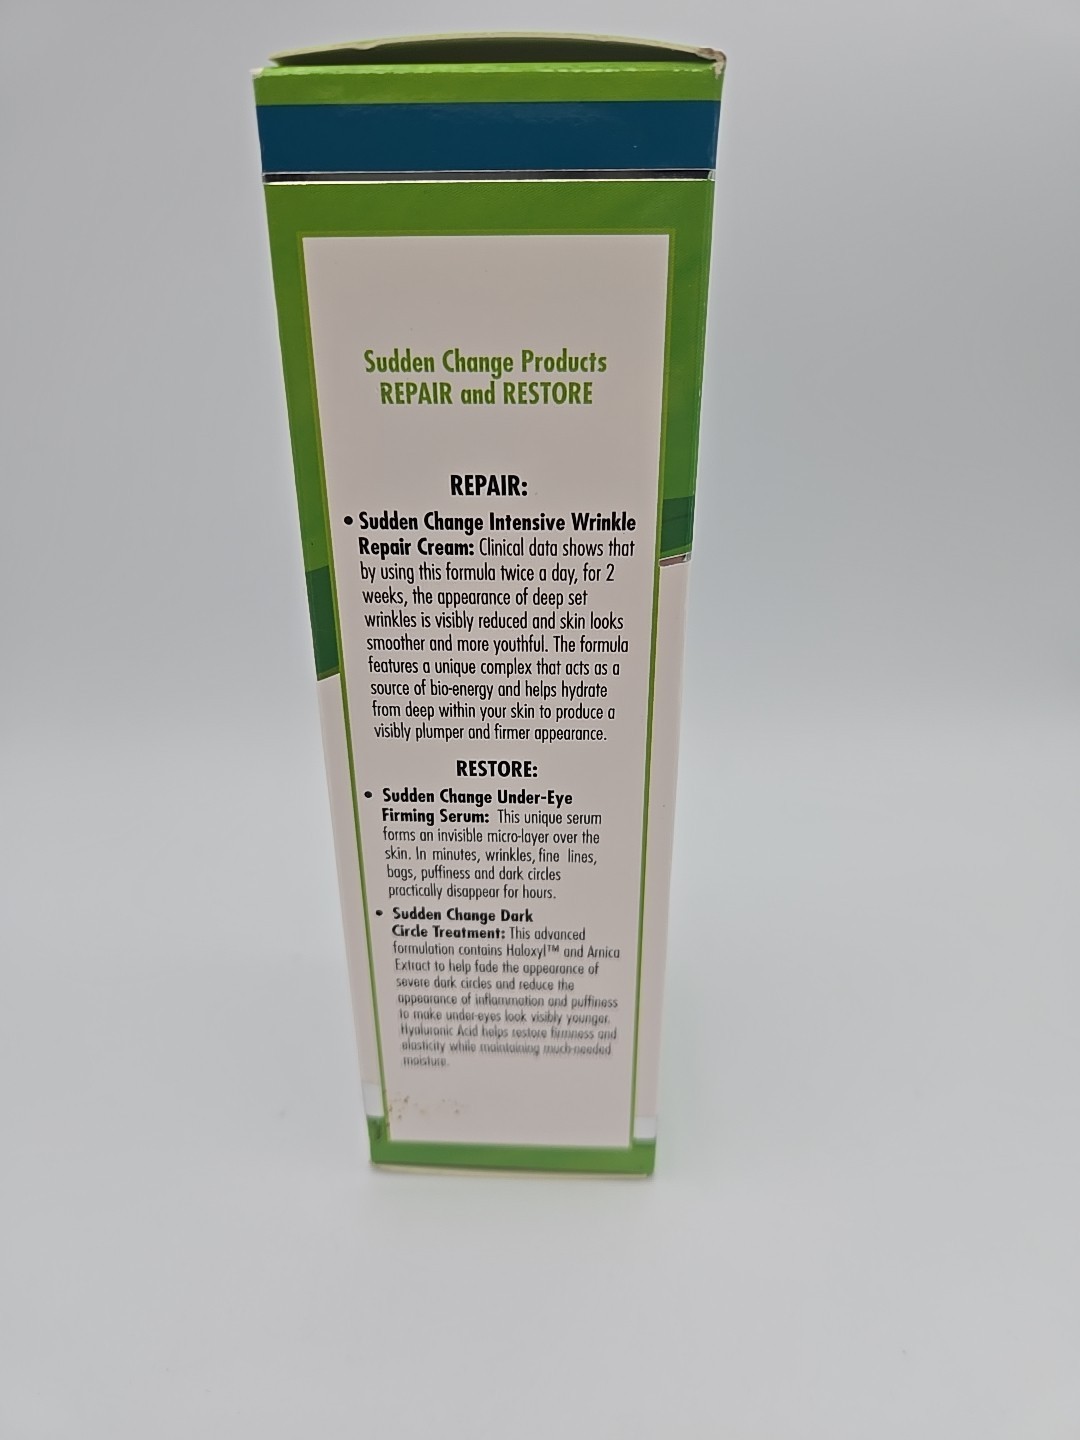 Sudden Change Products
REPAIR and RESTORE
REPAIR:
• Sudden Change Intensive Wrinkle
Repair Cream: Clinical data shows that
by using this formula twice a day, for 2
weeks, the appearance of deep set
wrinkles is visibly reduced and skin looks
smoother and more youthful. The formula
features a unique complex that acts as a
source of bio-energy and helps hydrate
from deep within your skin to produce a
visibly plumper and firmer appearance.
RESTORE:
• Sudden Change Under-Eye
Firming Serum: This unique serum
forms an invisible micro-layer over the
skin. In minutes, wrinkles, fine lines,
bags, puffiness and dark circles
practically disappear for hours.
• Sudden Change Dark
Circle Treatment: This advanced
formulation contains Haloxyl™ and Arnica
Extract to help fade the appearance of
severe dark circles and reduce the
appearance of inflammation and puffiness
to make under-eyes look visibly younger.
Hyaluronic Acid helps restore firmness and
elasticity while maintaining much-needed
moisture.